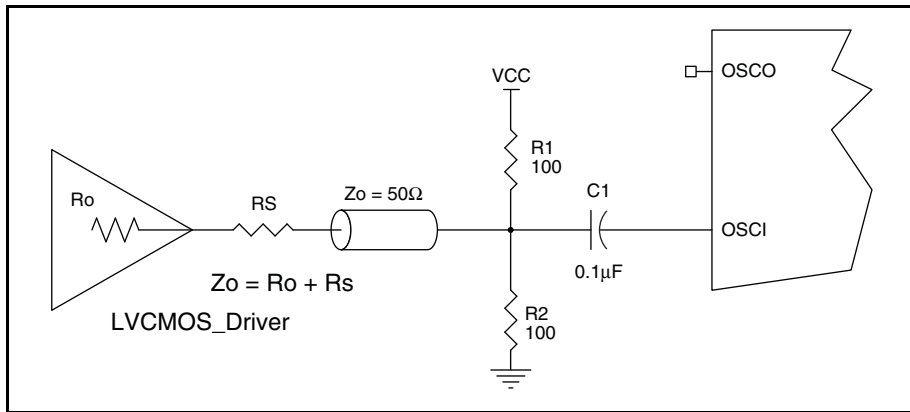 VCC
OSCO
R1
100
Ro
RS
Zo = 50Ω
C1
OSCI
0.1μF
Zo = Ro + Rs
LVCMOS_Driver
R2
100